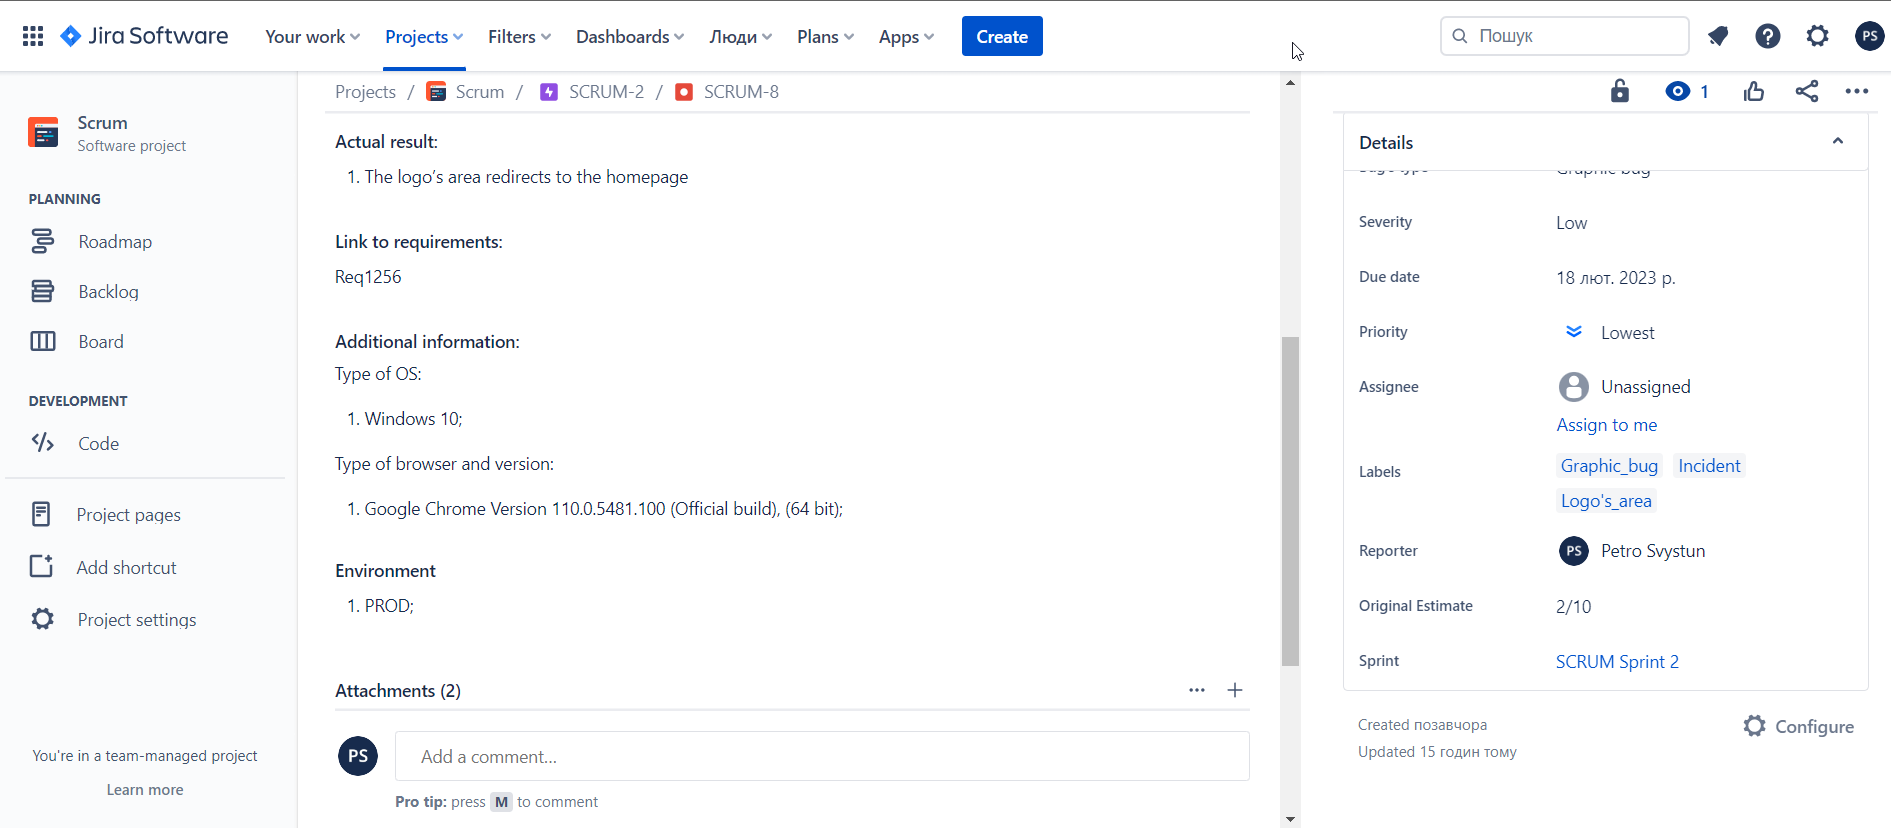 Jira Software Your work Projects Filters Dashboards Люди Plans Apps Create Пошук PS
Scrum
Software project
PLANNING
Roadmap
Backlog
Board
DEVELOPMENT
Code
Project pages
Add shortcut
Project settings
You're in a team-managed project
Learn more
Projects / Scrum / SCRUM-2 / SCRUM-8
Actual result:
1. The logo’s area redirects to the homepage
Link to requirements:
Req1256
Additional information:
Type of OS:
1. Windows 10;
Type of browser and version:
1. Google Chrome Version 110.0.5481.100 (Official build), (64 bit);
Environment
1. PROD;
Attachments (2)
PS Add a comment...
Pro tip: press M to comment
1
Details
Graphic bug
Severity Low
Due date 18 лют. 2023 р.
Priority Lowest
Assignee Unassigned
Assign to me
Labels Graphic_bug Incident
Logo's_area
Reporter PS Petro Svystun
Original Estimate 2/10
Sprint SCRUM Sprint 2
Created позавчора
Updated 15 годин тому
Configure